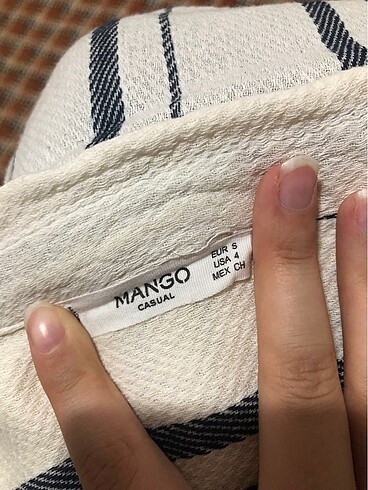 MANGO
CASUAL
EUR S
USA 4
MEX CH